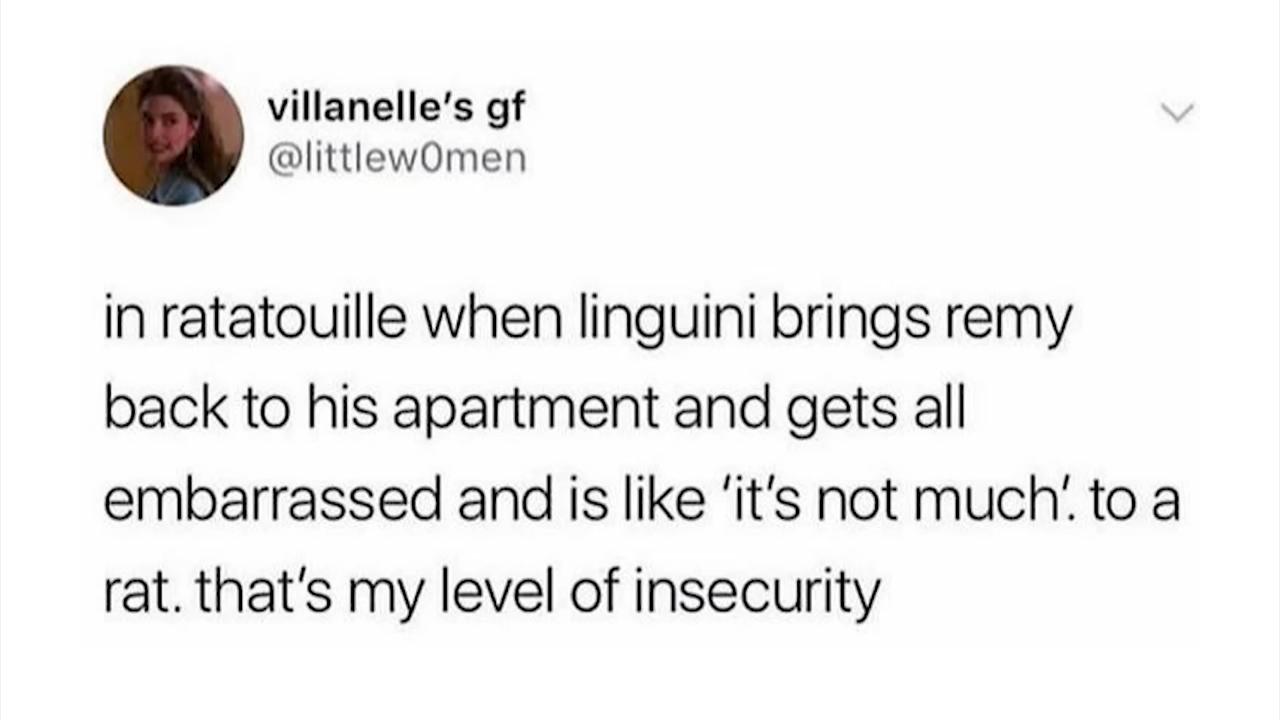 villanelle's gf
@littlew0men
in ratatouille when linguini brings remy
back to his apartment and gets all
embarrassed and is like 'it's not much'. to a
rat. that's my level of insecurity